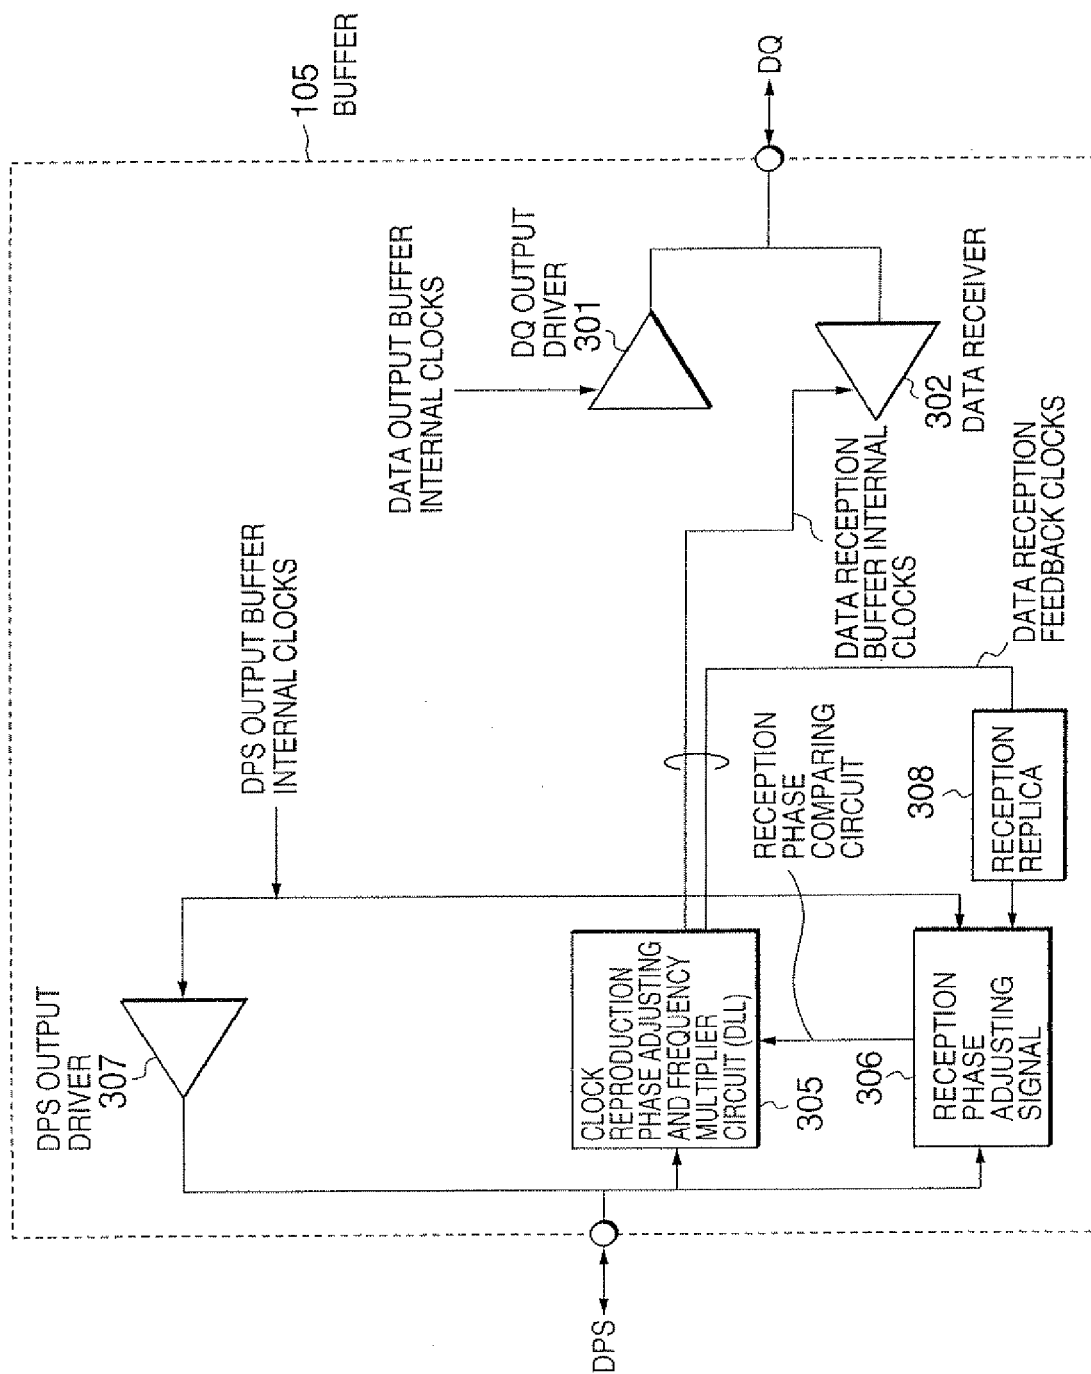 105
BUFFER
DQ
DATA OUTPUT BUFFER
INTERNAL CLOCKS
DQ OUTPUT
DRIVER
301
302
DATA RECEIVER
DPS OUTPUT BUFFER
INTERNAL CLOCKS
DATA RECEPTION
BUFFER INTERNAL
CLOCKS
DATA RECEPTION
FEEDBACK CLOCKS
RECEPTION
PHASE
COMPARING
CIRCUIT
308
RECEPTION
REPLICA
DPS OUTPUT
DRIVER
307
CLOCK
REPRODUCTION
PHASE ADJUSTING
AND FREQUENCY
MULTIPLIER
CIRCUIT (DLL)
305
306
RECEPTION
PHASE
ADJUSTING
SIGNAL
DPS